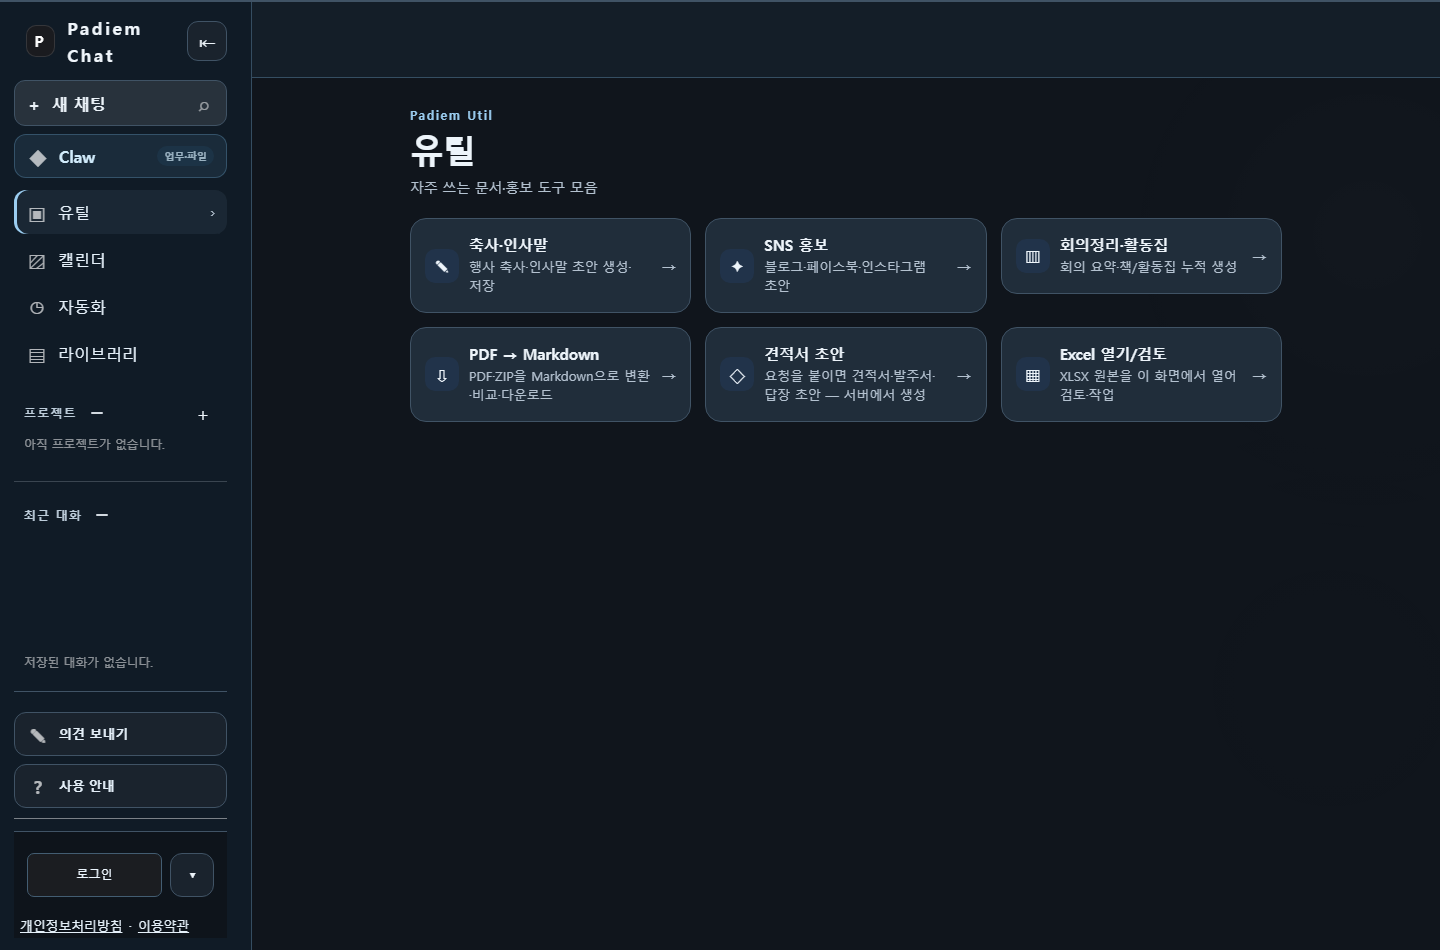 P
Padiem
Chat
+ 새 채팅
Claw 업무·파일
유틸
캘린더
자동화
라이브러리
프로젝트
아직 프로젝트가 없습니다.
최근 대화
저장된 대화가 없습니다.
의견 보내기
? 사용 안내
로그인
개인정보처리방침 · 이용약관
Padiem Util
유틸
자주 쓰는 문서·홍보 도구 모음
축사·인사말
행사 축사·인사말 초안 생성·
저장
SNS 홍보
블로그·페이스북·인스타그램
초안
회의정리·활동집
회의 요약·책/활동집 누적 생성
PDF → Markdown
PDF·ZIP을 Markdown으로 변환
·비교·다운로드
견적서 초안
요청을 붙이면 견적서·발주서·
답장 초안 — 서버에서 생성
Excel 열기/검토
XLSX 원본을 이 화면에서 열어
검토·작업